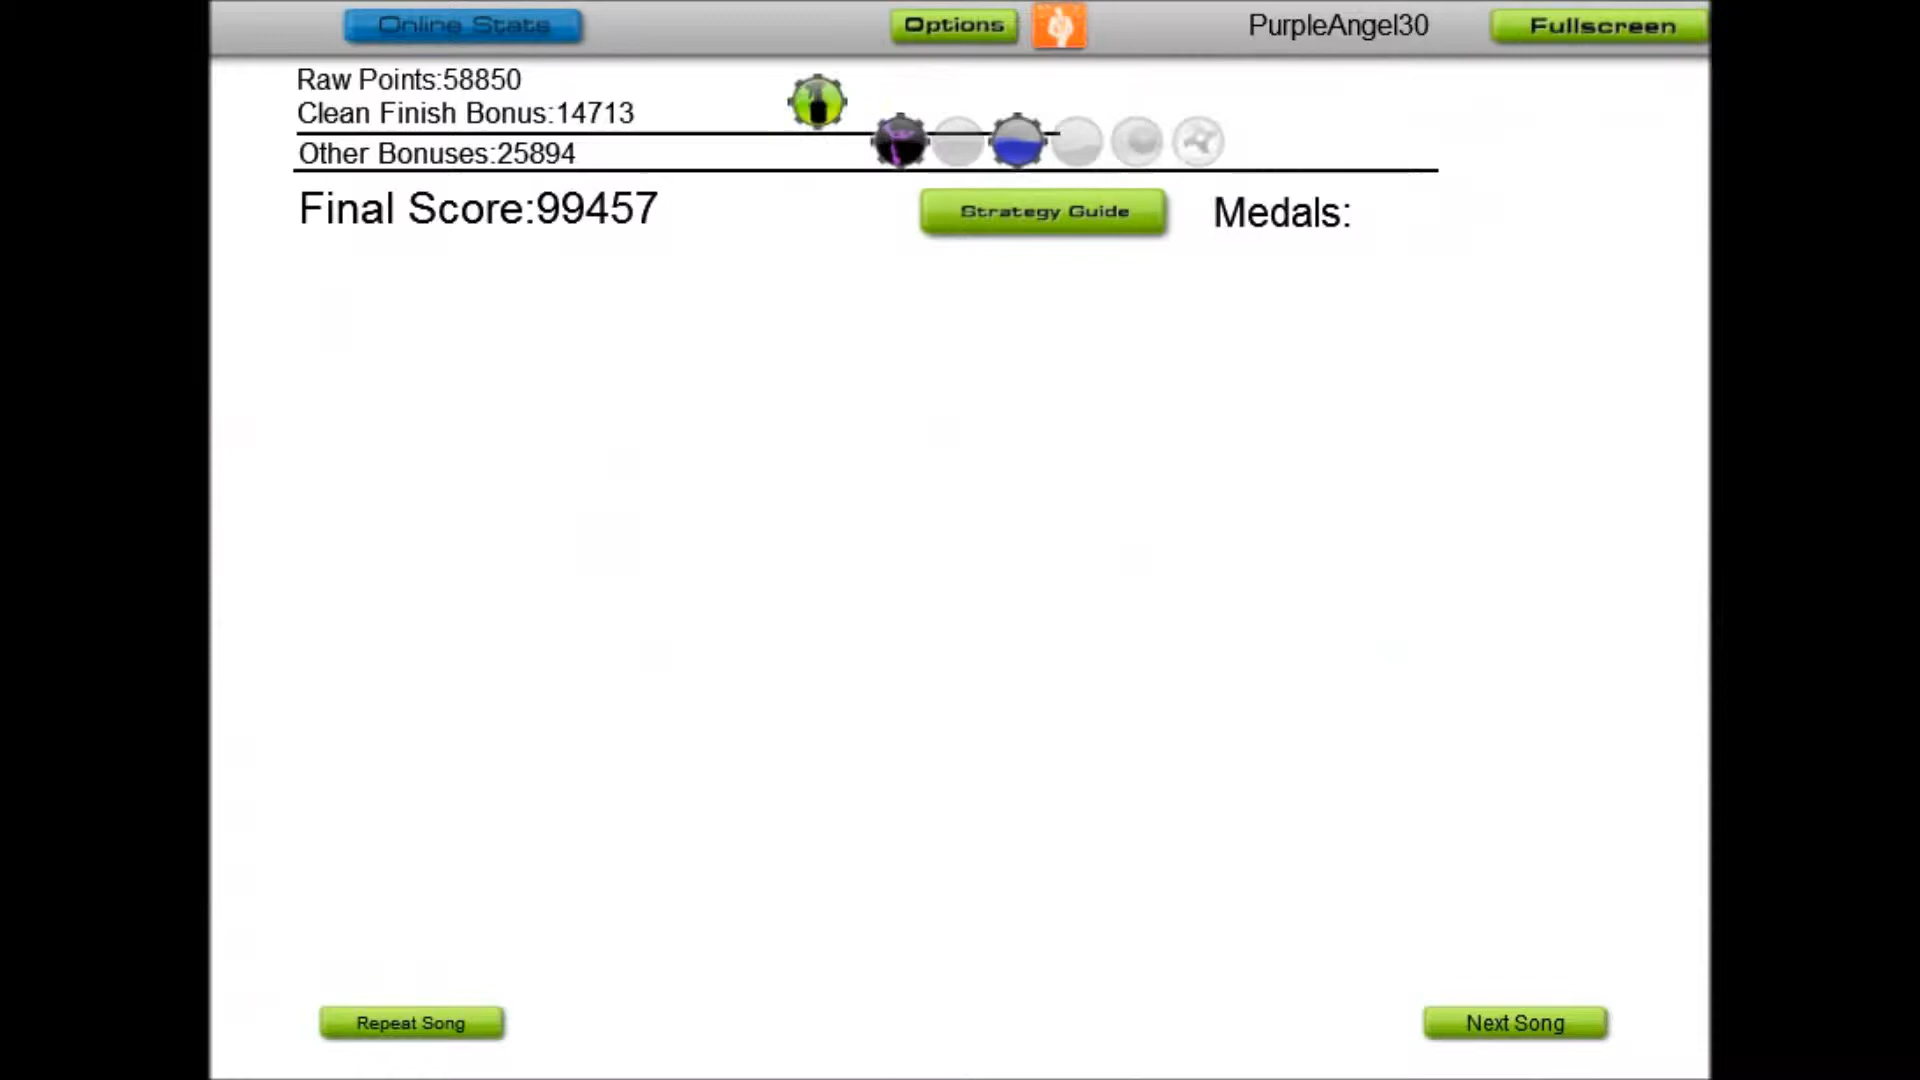 Online Stats
Options
PurpleAngel30
Fullscreen
Raw Points:58850
Clean Finish Bonus:14713
Other Bonuses:25894
Final Score:99457
Strategy Guide
Medals:
Repeat Song
Next Song